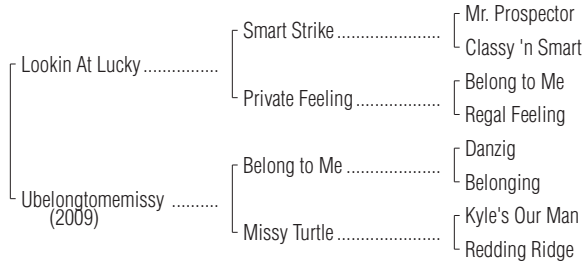 Mr. Prospector
Smart Strike ..................
Classy 'n Smart
Lookin At Lucky...............
Belong to Me
Private Feeling ...............
Regal Feeling
Danzig
Belong to Me ..................
Belonging
Ubelongtomemissy ..........
(2009)
Kyle's Our Man
Missy Turtle ...................
Redding Ridge